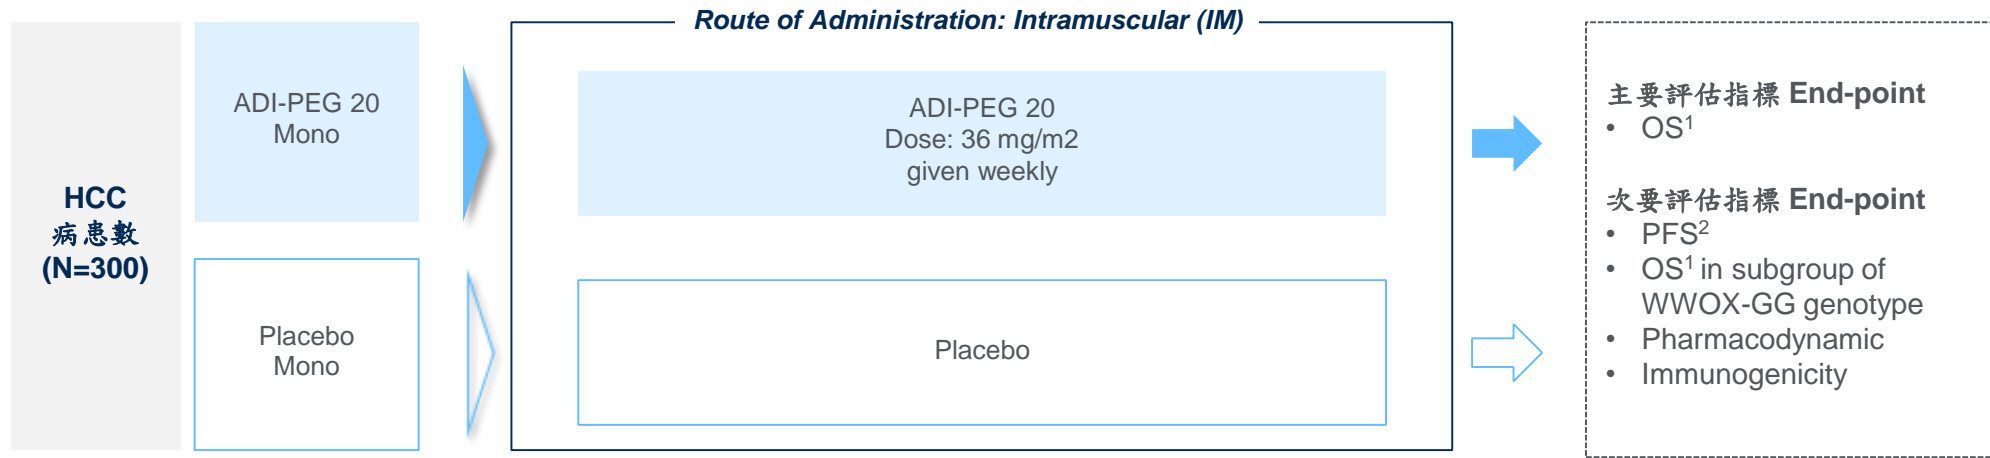 Route of Administration: Intramuscular (IM)
HCC
病患數
(N=300)
ADI-PEG 20
Mono
ADI-PEG 20
Dose: 36 mg/m2
given weekly
Placebo
Mono
Placebo
主要評估指標 End-point
• OS¹
次要評估指標 End-point
• PFS²
• OS¹ in subgroup of
WWOX-GG genotype
• Pharmacodynamic
• Immunogenicity